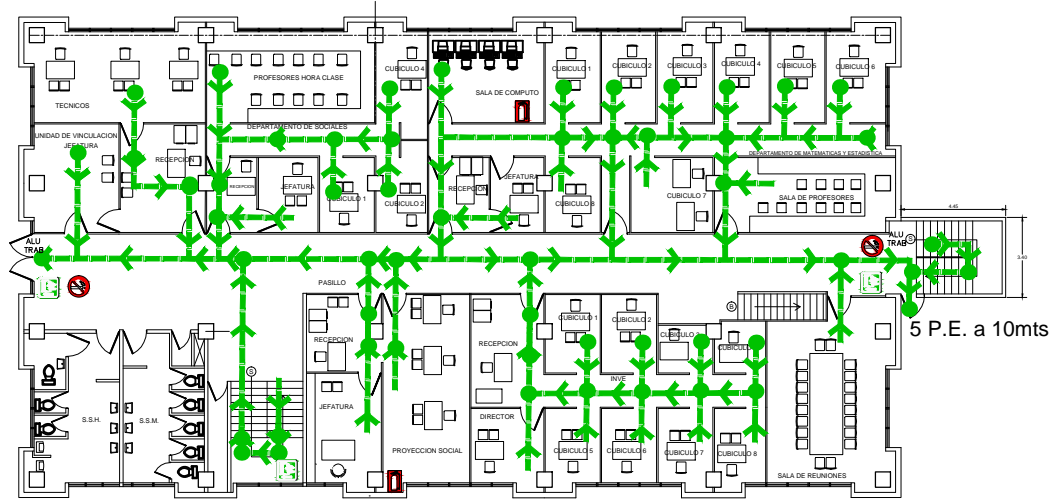 CUBICULO 4
CUBICULO 1
CUBICULO 2
CUBICULO 3
CUBICULO 4
CUBICULO 5
CUBICULO 6
PROFESORES HORA CLASE
SALA DE COMPUTO
TECNICOS
UNIDAD DE VINCULACION
JEFATURA
DEPARTAMENTO DE SOCIALES
RECEPCION
DEPARTAMENTO DE MATEMATICAS Y ESTADISTICA
RECEPCION
JEFATURA
CUBICULO 1
CUBICULO 2
RECEPCION
JEFATURA
CUBICULO 8
CUBICULO 7
SALA DE PROFESORES
4.45
3.40
ALU
TRAB
ALU
TRAB
S
PASILLO
B
5 P.E. a 10mts
RECEPCION
RECEPCION
CUBICULO 1
CUBICULO 2
CUBICULO 3
CUBICULO
S
INVE
JEFATURA
S.S.H.
S.S.M.
DIRECTOR
PROYECCION SOCIAL
CUBICULO 5
CUBICULO 6
CUBICULO 7
CUBICULO 8
SALA DE REUNIONES